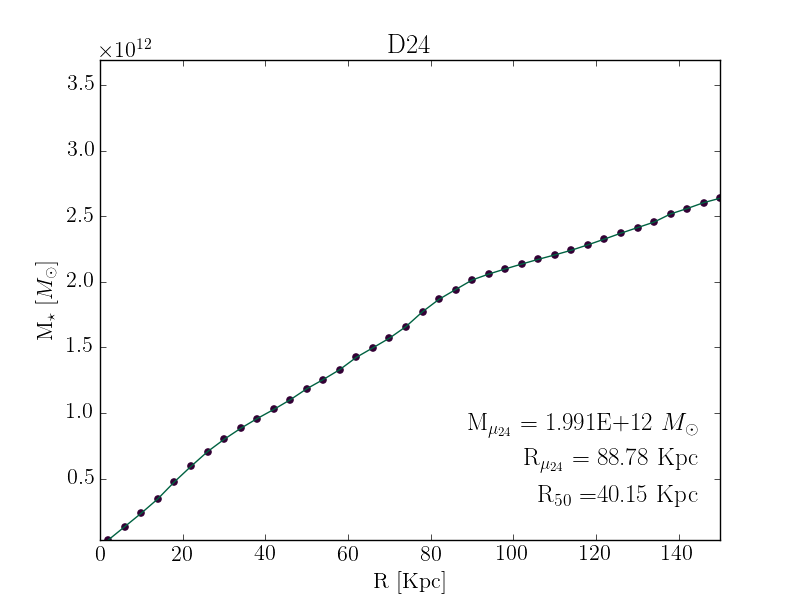 D24
×10¹²
3.5
3.0
2.5
2.0
1.5
1.0
0.5
M⋆ [M⊙]
M_μ₂₄ = 1.991E+12 M⊙
R_μ₂₄ = 88.78 Kpc
R₅₀ =40.15 Kpc
0 20 40 60 80 100 120 140
R [Kpc]